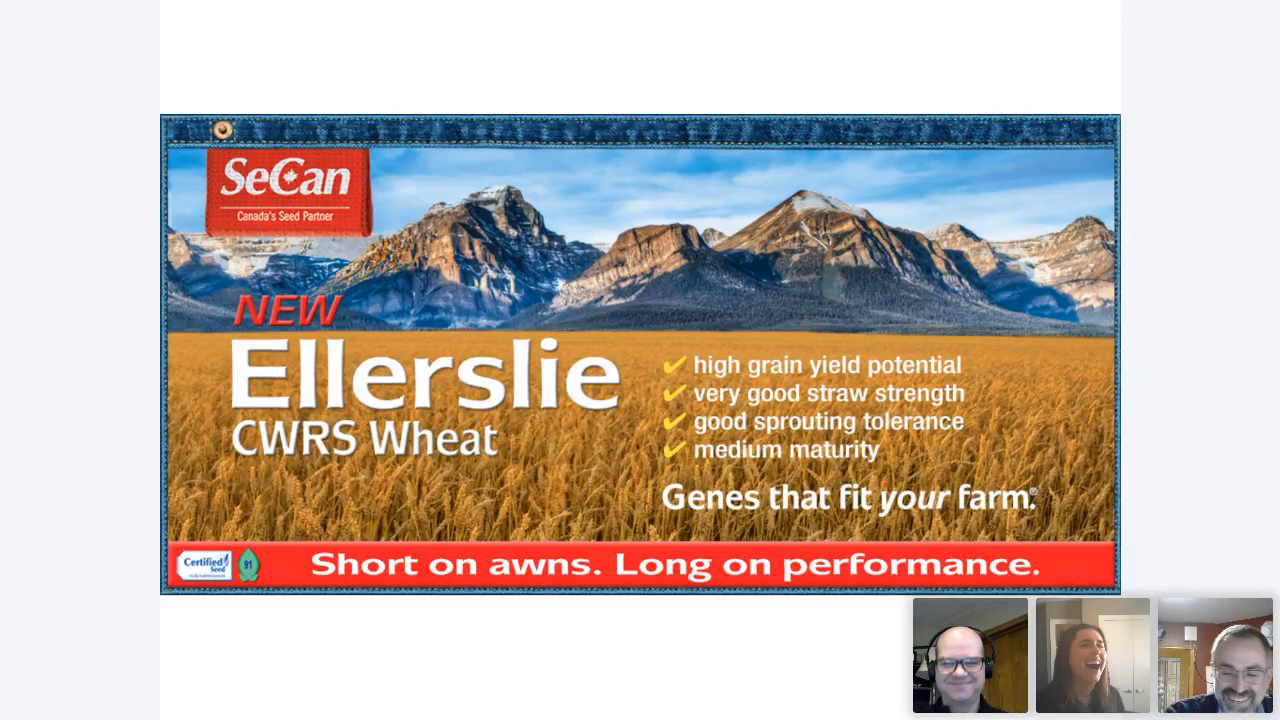 SeCan
Canada's Seed Partner
NEW
Ellerslie
CWRS Wheat
✔ high grain yield potential
✔ very good straw strength
✔ good sprouting tolerance
✔ medium maturity
Genes that fit your farm.®
Certified
Seed
91
Short on awns. Long on performance.